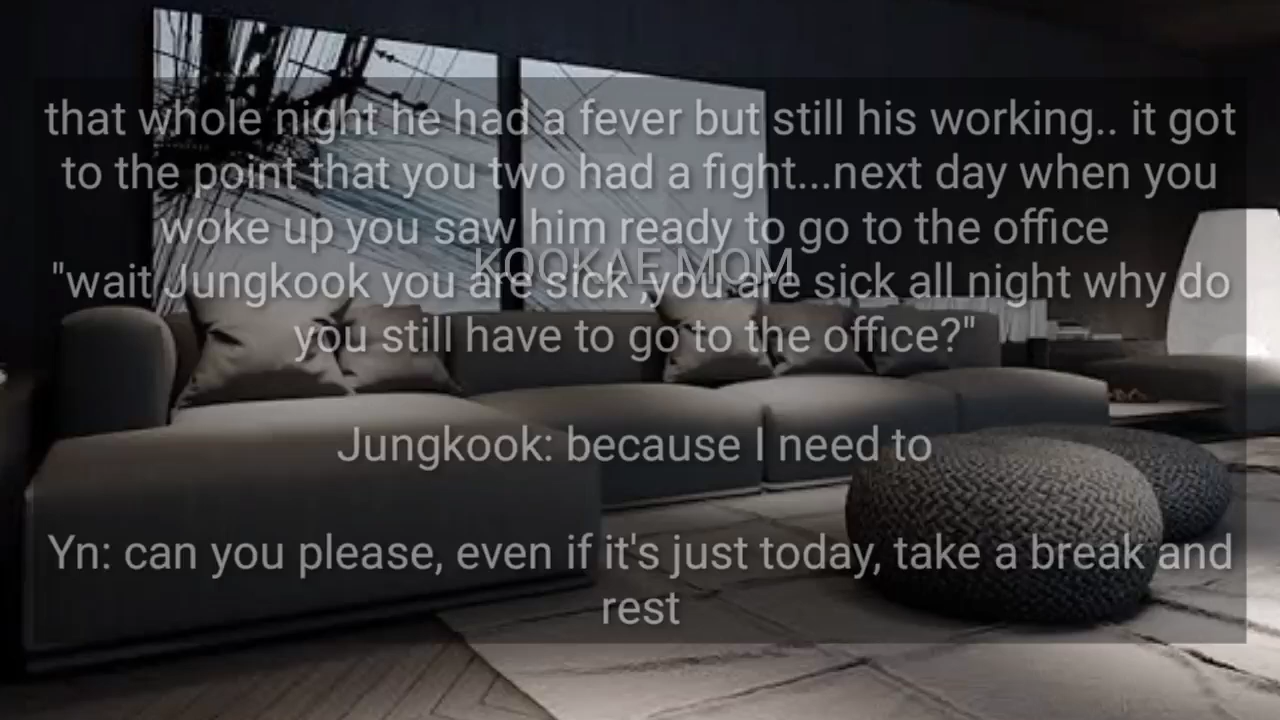 that whole night he had a fever but still his working.. it got
to the point that you two had a fight...next day when you
woke up you saw him ready to go to the office
KOOKAE MOM
"wait Jungkook you are sick ,you are sick all night why do
you still have to go to the office?"
Jungkook: because I need to
Yn: can you please, even if it's just today, take a break and
rest